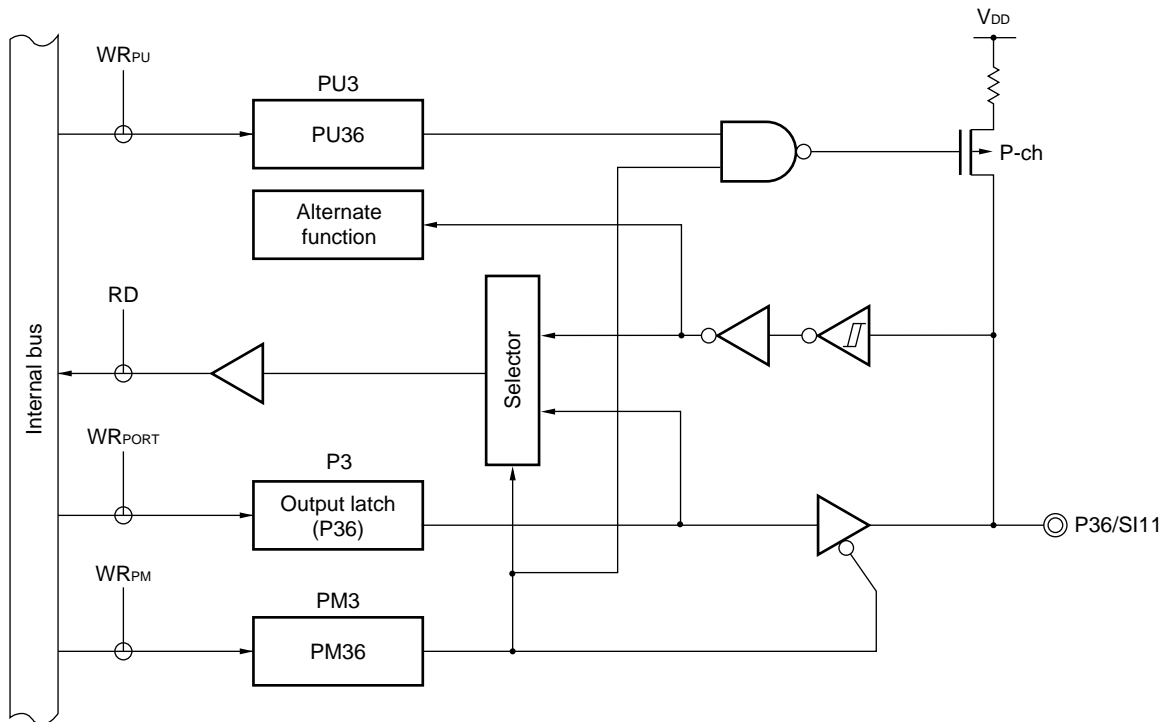 VDD
WRPU
PU3
PU36
P-ch
Alternate
function
RD
Internal bus
Selector
WRPORT
P3
Output latch
(P36)
P36/SI11
WRPM
PM3
PM36